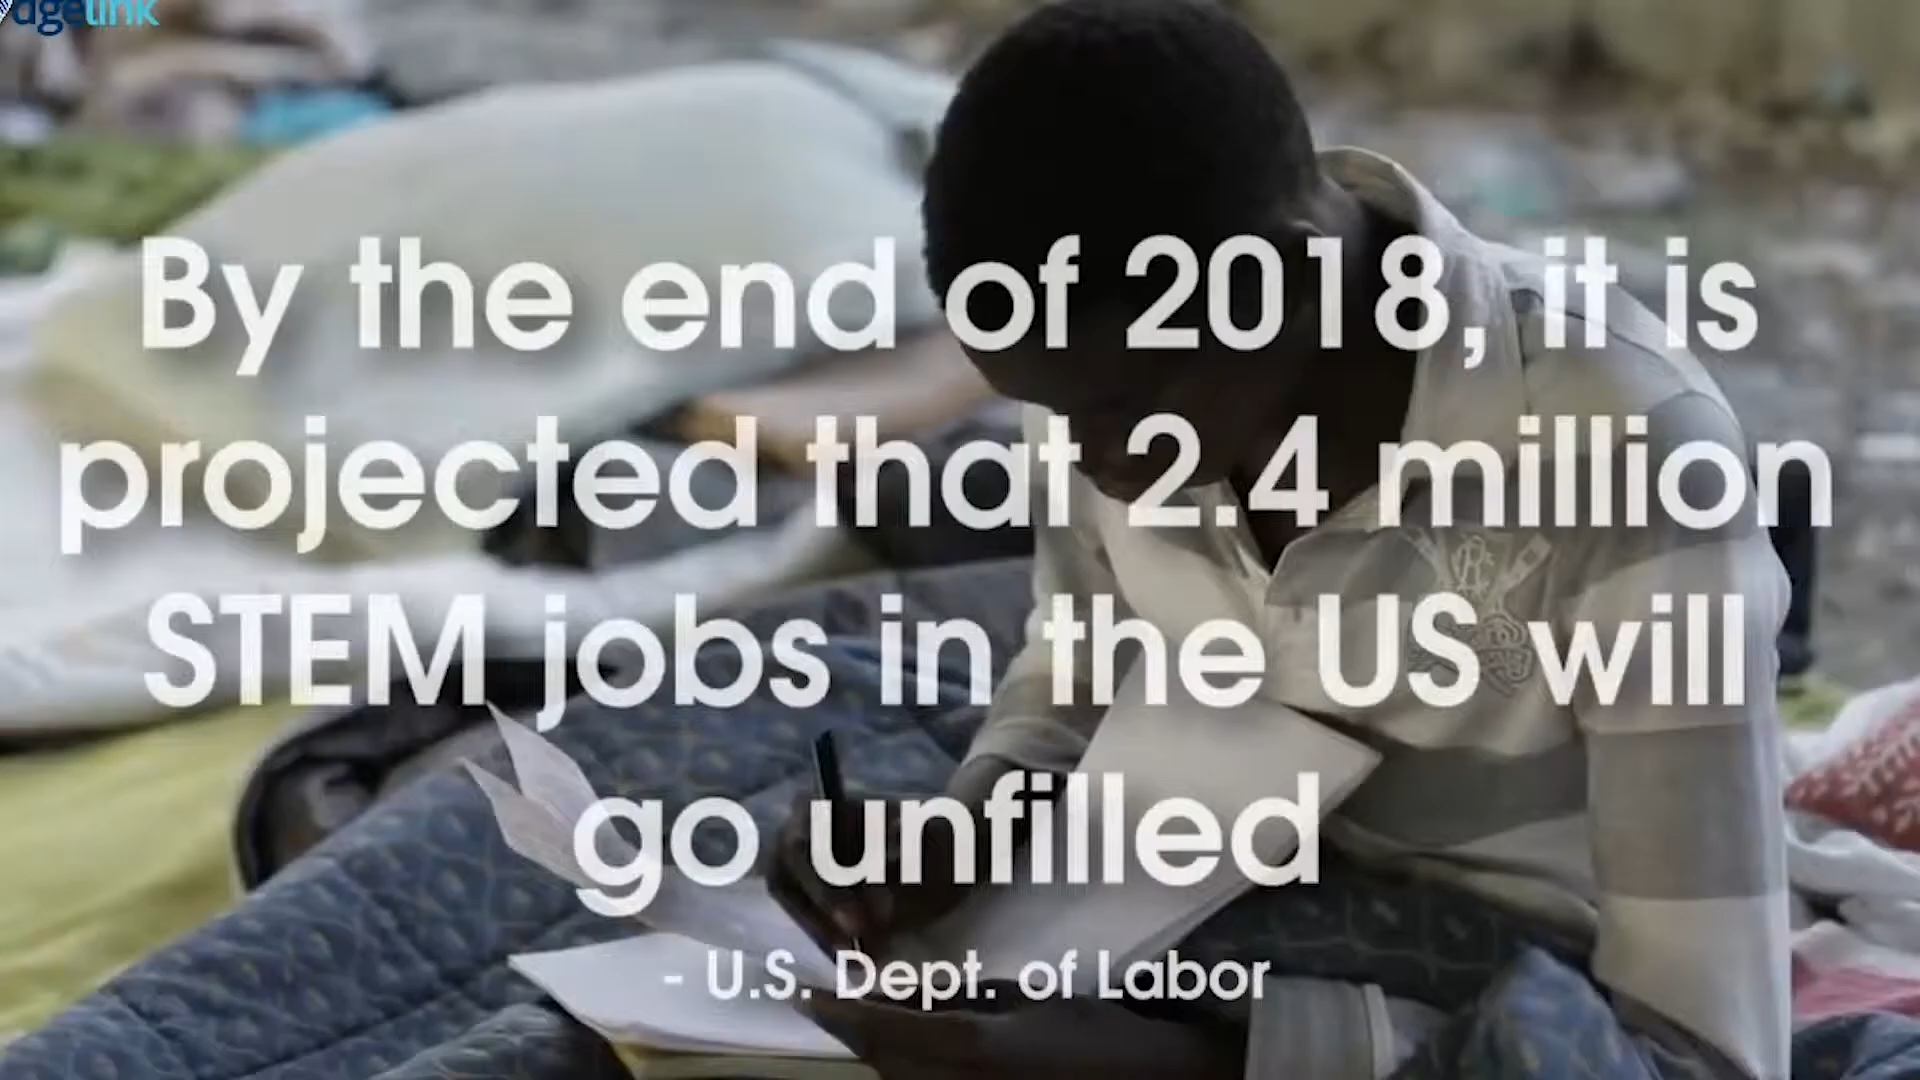 dgelink
By the end of 2018, it is
projected that 2.4 million
STEM jobs in the US will
go unfilled
- U.S. Dept. of Labor